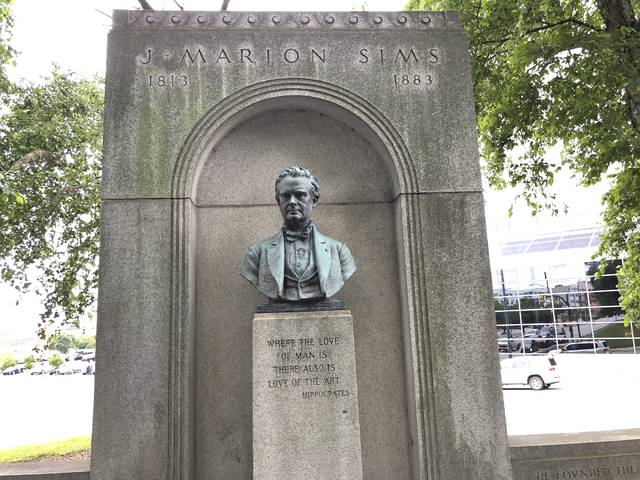 J · MARION SIMS
1813 1883
WHERE THE LOVE
OF MAN IS
THERE ALSO IS
LOVE OF THE ART
HIPPOCRATES
HE FOVNDED THE